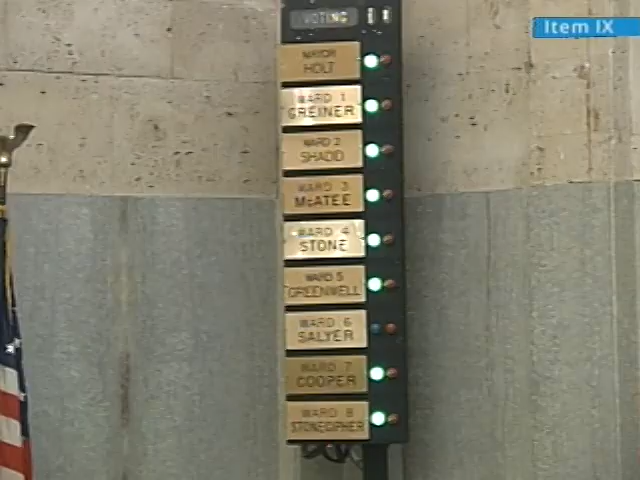 Item IX
VOTING
MAYOR
HOLT
WARD 1
GREINER
WARD 2
SHADID
WARD 3
McATEE
WARD 4
STONE
WARD 5
GREENWELL
WARD 6
SALYER
WARD 7
COOPER
WARD 8
STONECIPHER